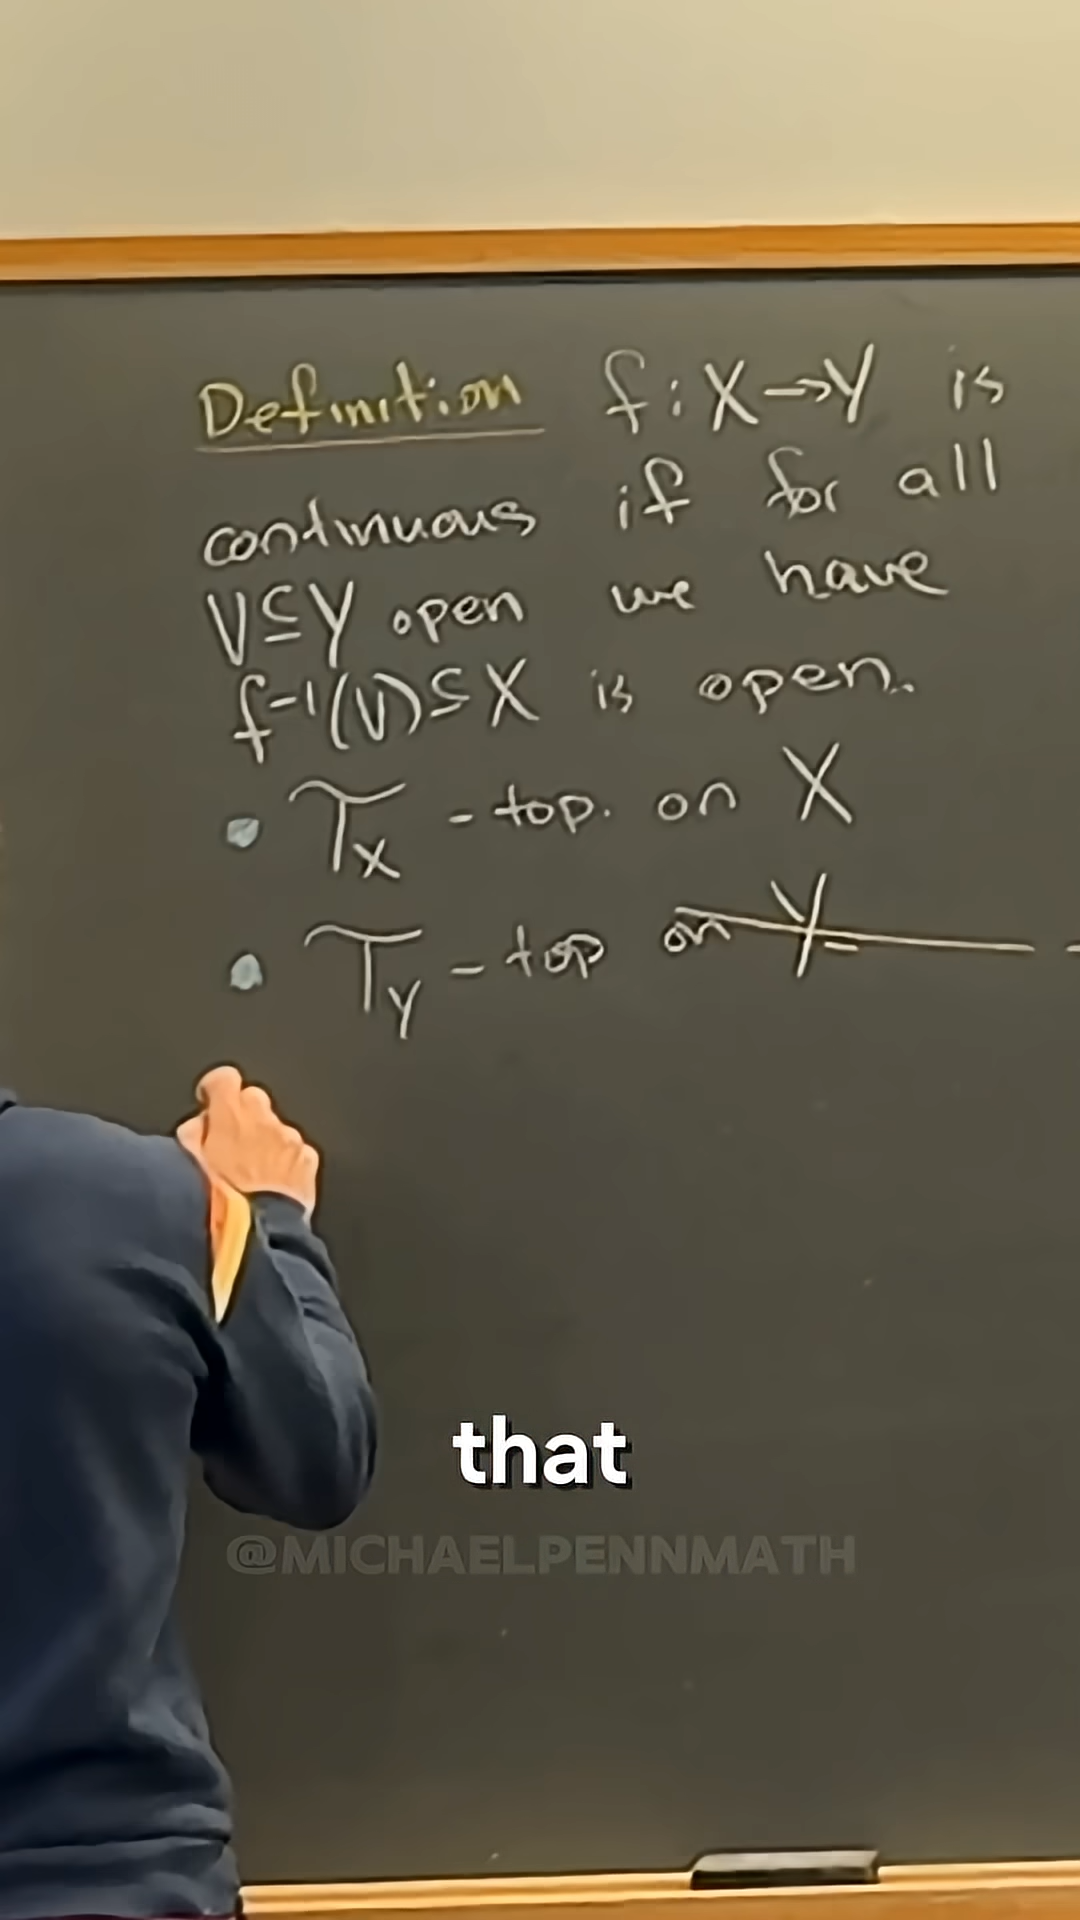 Definition f: X → Y is
continuous if for all
V ⊆ Y open we have
f⁻¹(V) ⊆ X is open.
• T_X - top. on X
• T_Y - top on Y
that
@MICHAELPENNMATH